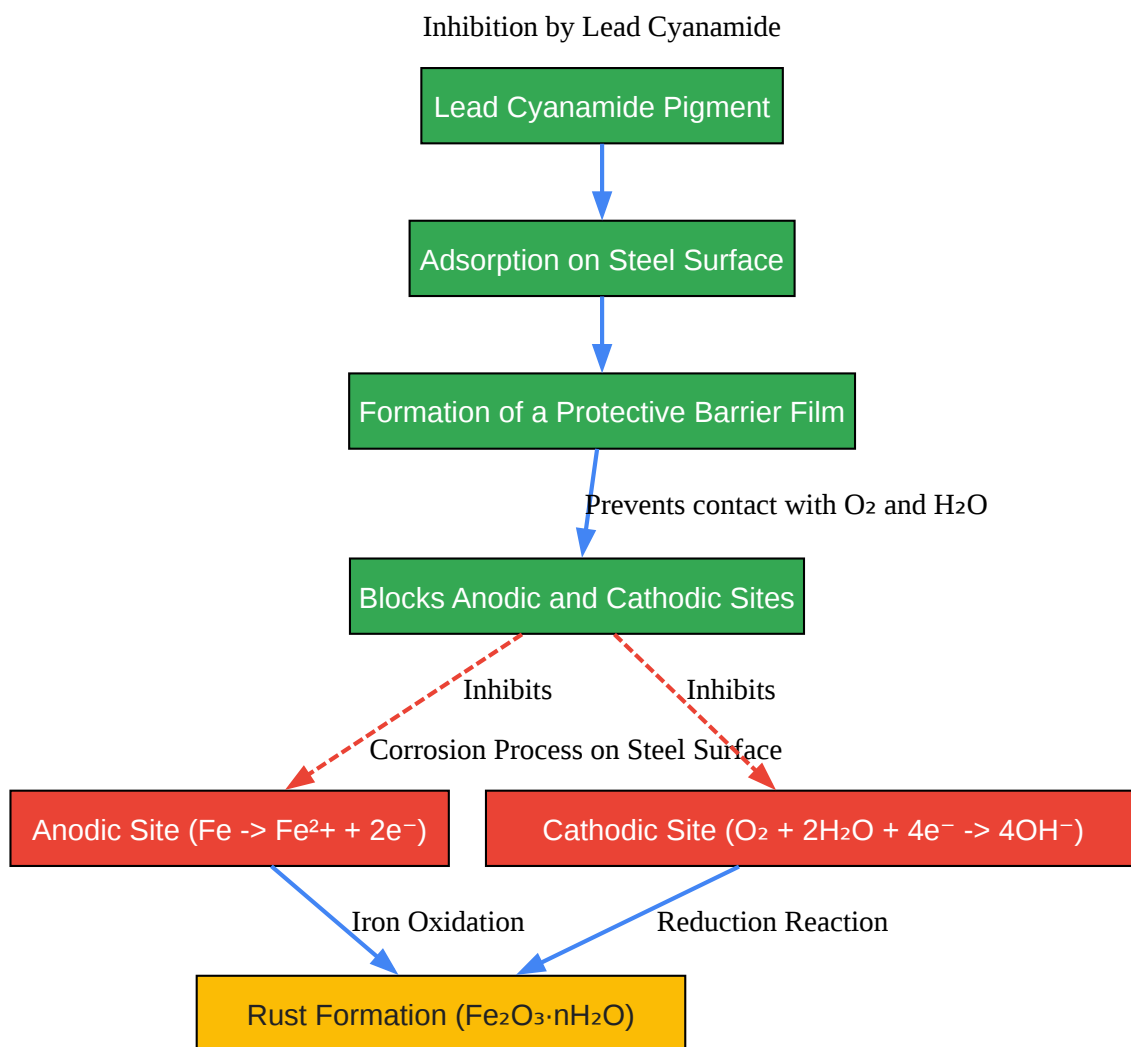 Inhibition by Lead Cyanamide
Lead Cyanamide Pigment
Adsorption on Steel Surface
Formation of a Protective Barrier Film
Prevents contact with O₂ and H₂O
Blocks Anodic and Cathodic Sites
Inhibits
Inhibits
Corrosion Process on Steel Surface
Anodic Site (Fe -> Fe²+ + 2e⁻)
Cathodic Site (O₂ + 2H₂O + 4e⁻ -> 4OH⁻)
Iron Oxidation
Reduction Reaction
Rust Formation (Fe₂O₃·nH₂O)